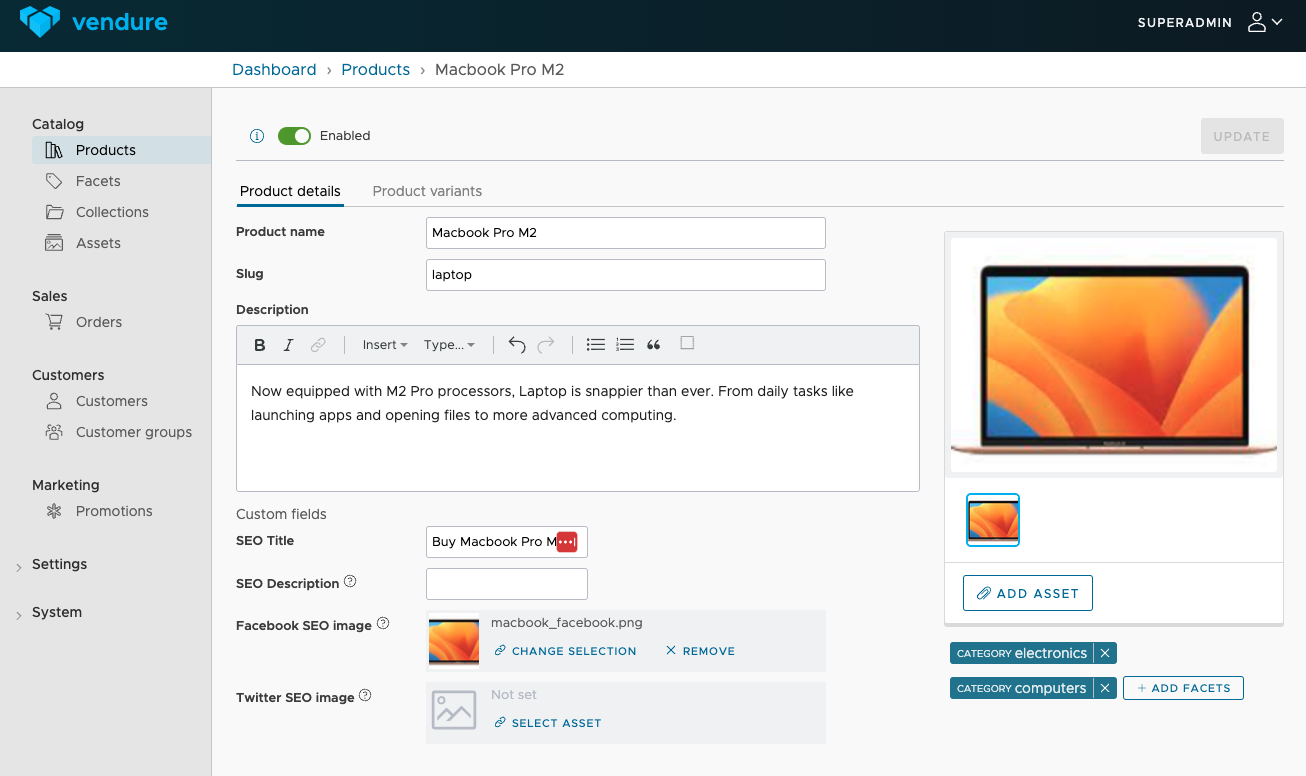 vendure
SUPERADMIN
Dashboard › Products › Macbook Pro M2
Catalog
Products
Facets
Collections
Assets
Sales
Orders
Customers
Customers
Customer groups
Marketing
Promotions
Settings
System
Enabled
UPDATE
Product details
Product variants
Product name
Macbook Pro M2
Slug
laptop
Description
B I Insert Type...
Now equipped with M2 Pro processors, Laptop is snappier than ever. From daily tasks like
launching apps and opening files to more advanced computing.
Custom fields
SEO Title
Buy Macbook Pro M
SEO Description
Facebook SEO image
macbook_facebook.png
CHANGE SELECTION
REMOVE
Twitter SEO image
Not set
SELECT ASSET
ADD ASSET
CATEGORY electronics
CATEGORY computers
+ ADD FACETS